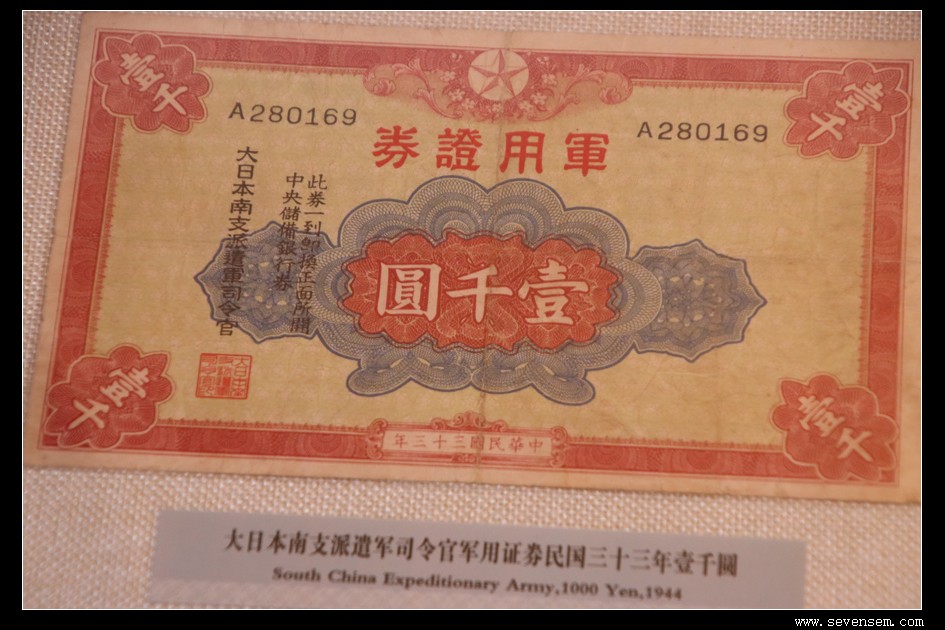 壹千
壹千
A280169
A280169
軍用證券
此券一到卽換正面所開
中央儲備銀行券
大日本南支派遣軍司令官
壹千圓
壹千
壹千
中華民國三十三年
大日本南支派遣军司令官军用证券民国三十三年壹千圆
South China Expeditionary Army,1000 Yen,1944
www.sevensem.com